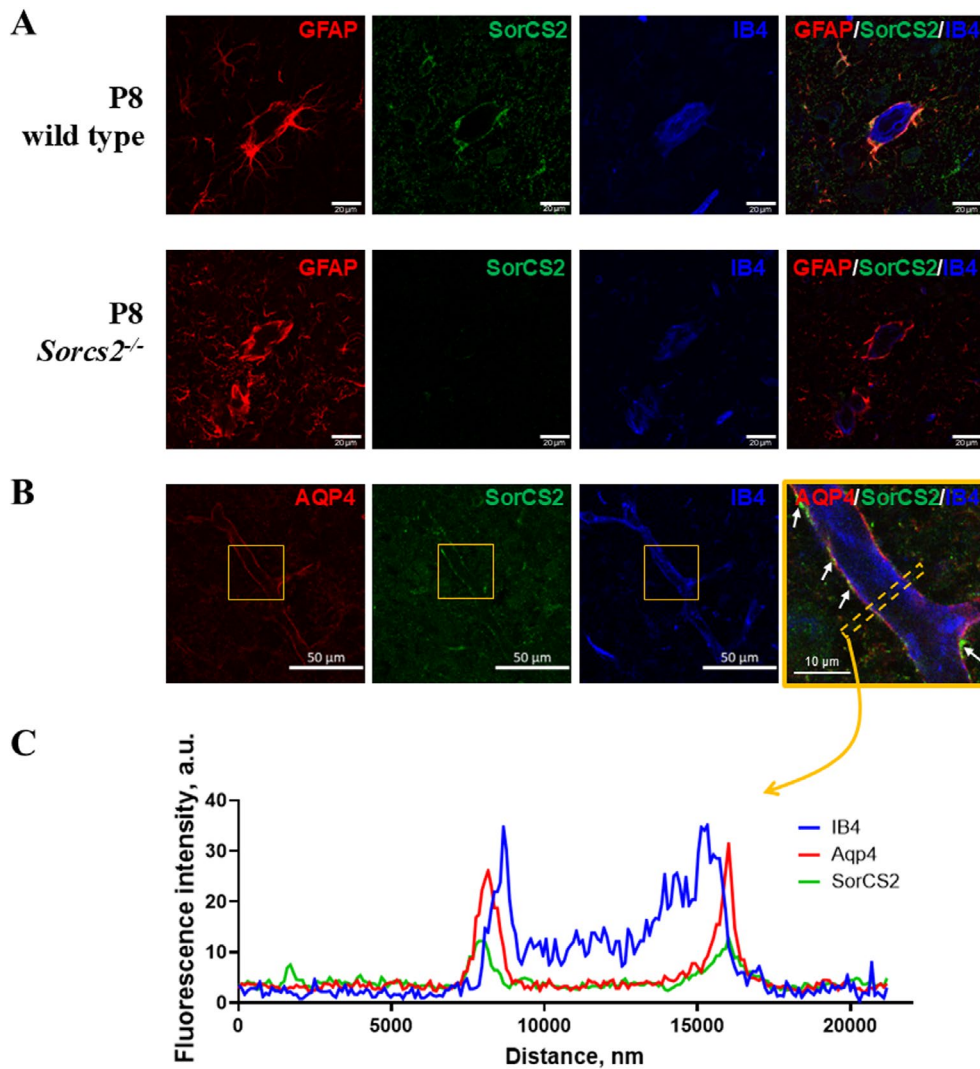 A
P8
wild type
GFAP
20 µm
SorCS2
20 µm
IB4
20 µm
GFAP/SorCS2/IB4
20 µm
P8
Sorcs2-/-
GFAP
20 µm
SorCS2
20 µm
IB4
20 µm
GFAP/SorCS2/IB4
20 µm
B
AQP4
50 µm
SorCS2
IB4
50 µm
AQP4/SorCS2/IB4
10 µm
C
Fluorescence intensity, a.u.
40
30
20
10
0
IB4
Aqp4
SorCS2
0 5000 10000 15000 20000
Distance, nm